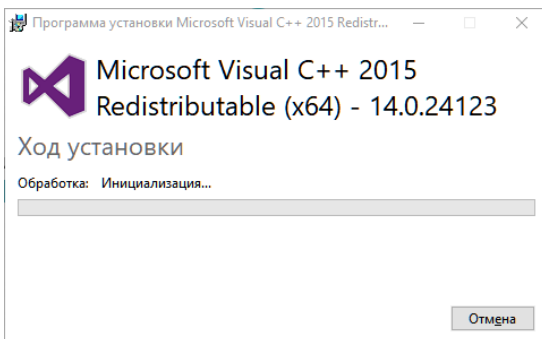 Программа установки Microsoft Visual C++ 2015 Redistr...
Microsoft Visual C++ 2015
Redistributable (x64) - 14.0.24123
Ход установки
Обработка: Инициализация...
Отмена